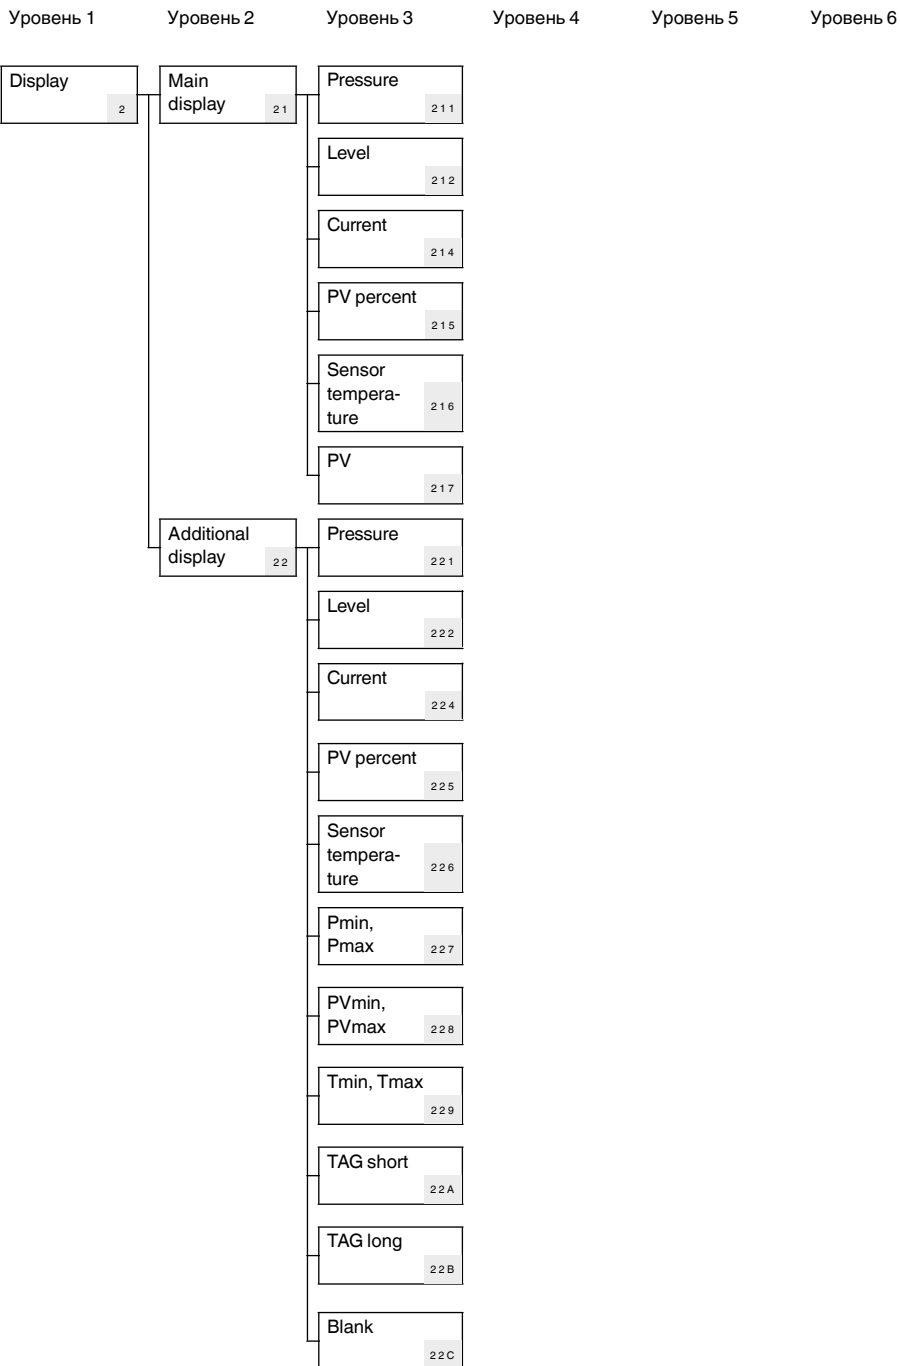 Уровень 1 Уровень 2 Уровень 3 Уровень 4 Уровень 5 Уровень 6
Display
2
Main
display
21
Pressure
211
Level
212
Current
214
PV percent
215
Sensor
tempera-
ture
216
PV
217
Additional
display
22
Pressure
221
Level
222
Current
224
PV percent
225
Sensor
tempera-
ture
226
Pmin,
Pmax
227
PVmin,
PVmax
228
Tmin, Tmax
229
TAG short
22A
TAG long
22B
Blank
22C